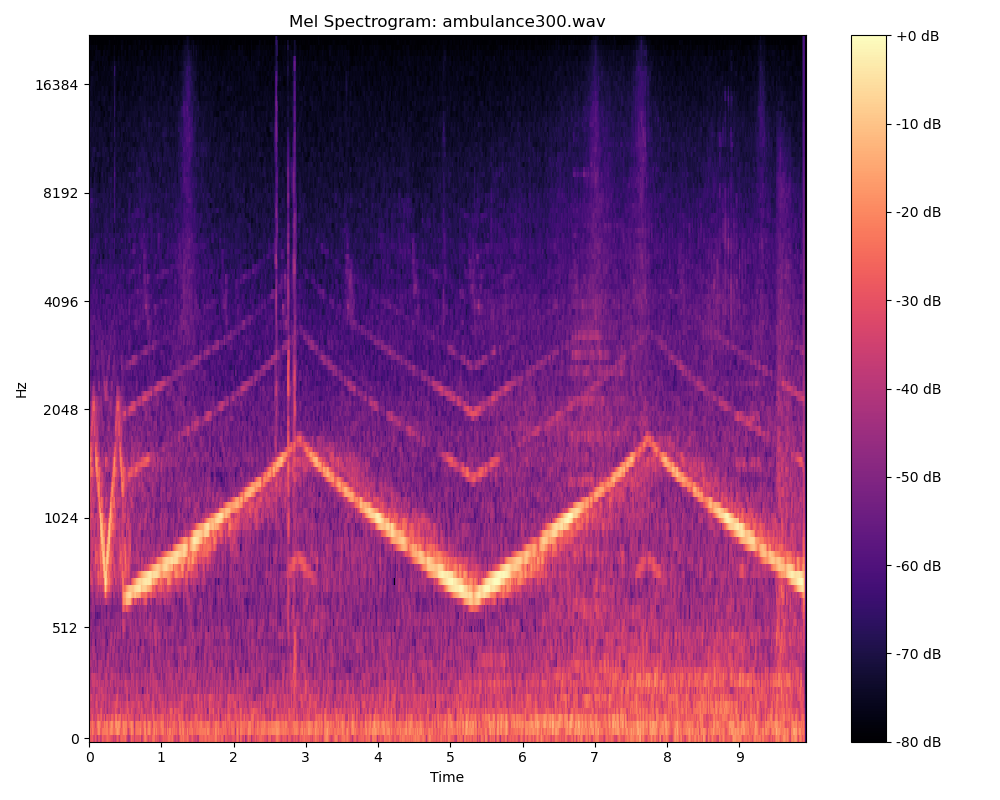 Mel Spectrogram: ambulance300.wav
Hz
16384
8192
4096
2048
1024
512
0
0 1 2 3 4 5 6 7 8 9
Time
+0 dB
-10 dB
-20 dB
-30 dB
-40 dB
-50 dB
-60 dB
-70 dB
-80 dB